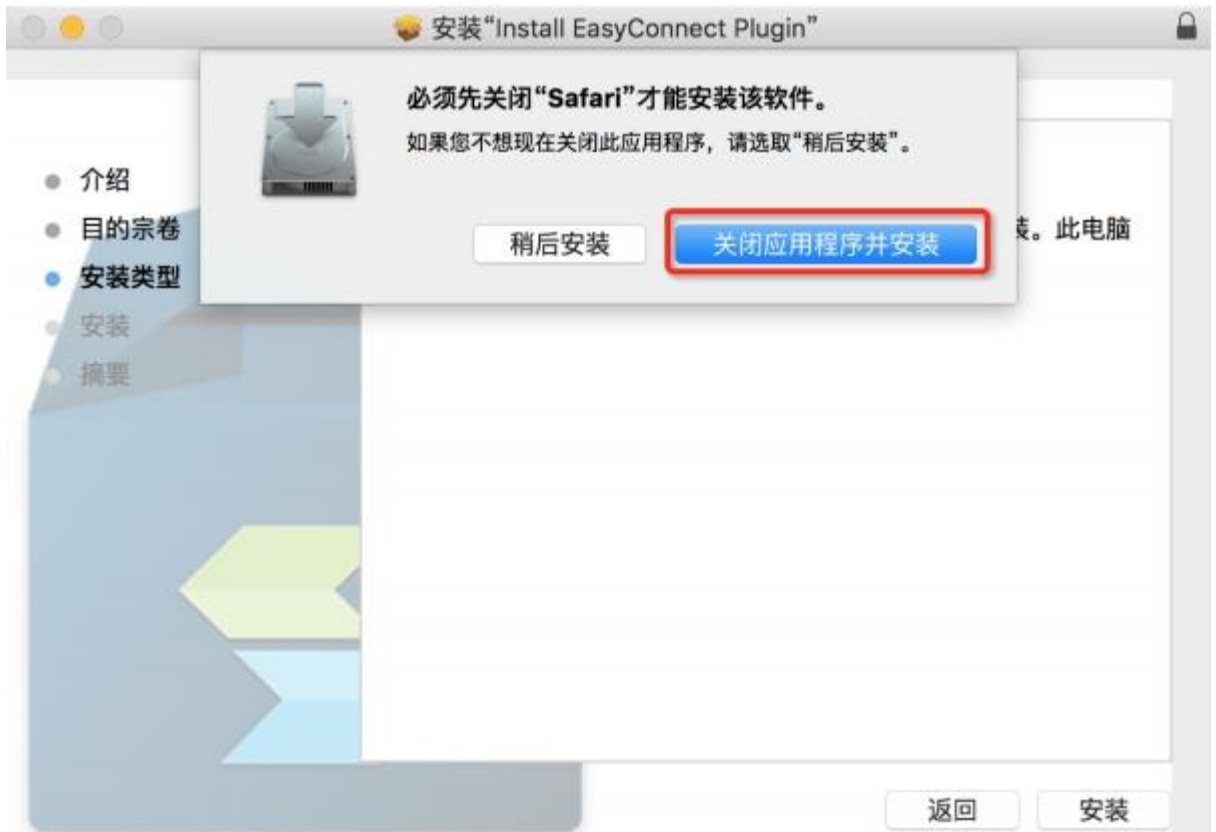 安装“Install EasyConnect Plugin”
必须先关闭“Safari”才能安装该软件。
如果您不想现在关闭此应用程序，请选取“稍后安装”。
稍后安装
关闭应用程序并安装
介绍
目的宗卷
安装类型
安装
摘要
装。此电脑
返回
安装